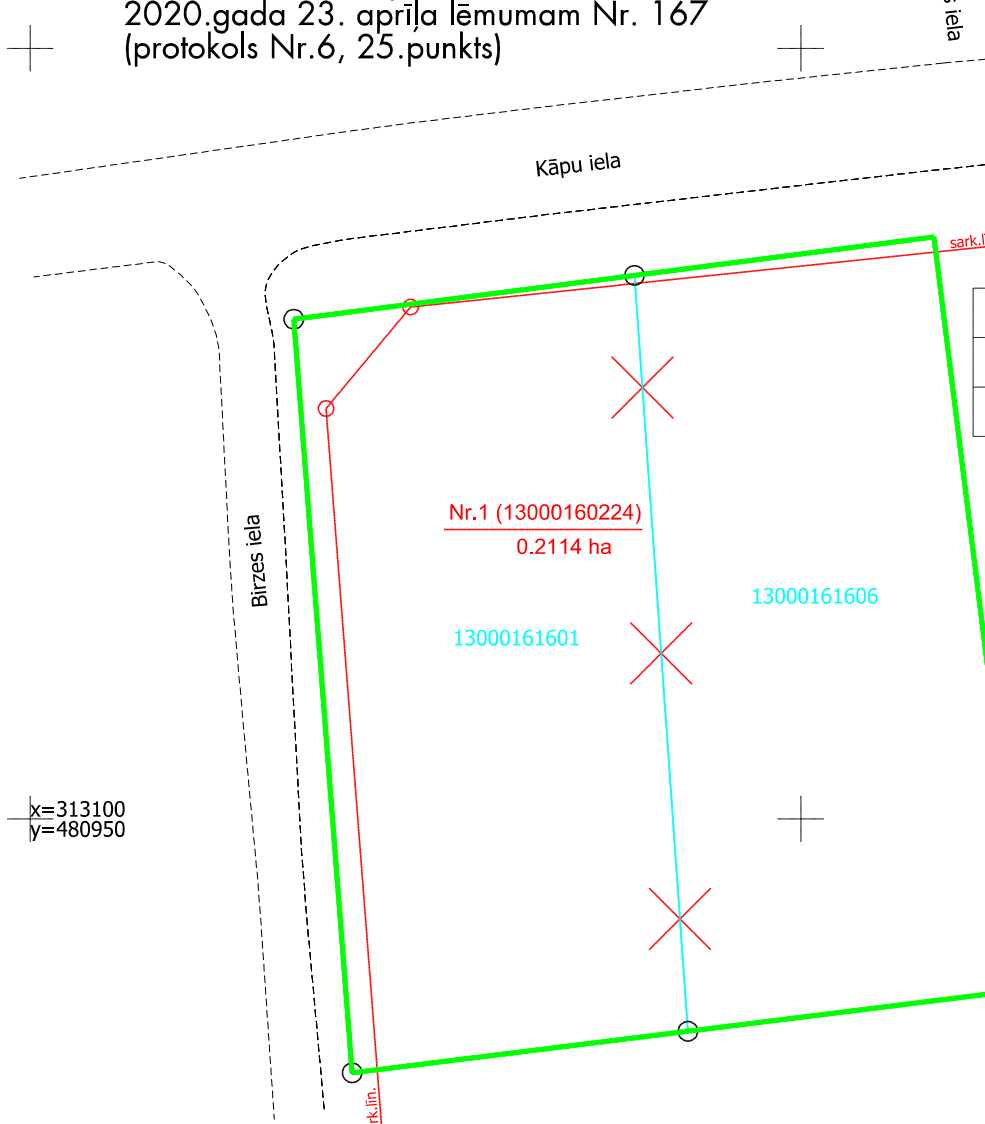 2020.gada 23. aprīļa lēmumam Nr. 167
(protokols Nr.6, 25.punkts)
iela
Kāpu iela
Nr.1 (13000160224)
0.2114 ha
Birzes iela
13000161606
13000161601
x=313100
y=480950